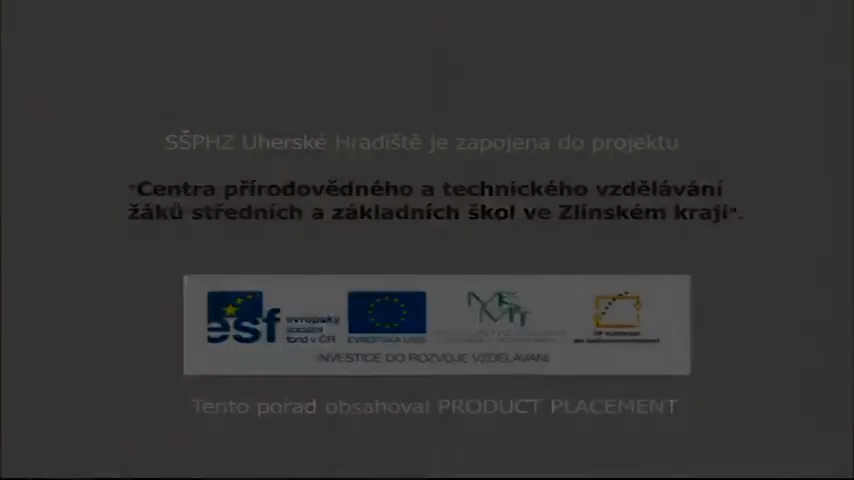 SŠPHZ Uherské Hradiště je zapojena do projektu
"Centra přírodovědného a technického vzdělávání
žáků středních a základních škol ve Zlínském kraji".
esf
evropský
sociální
fond v ČR
EVROPSKÁ UNIE
INVESTICE DO ROZVOJE VZDĚLÁVÁNÍ
Tento pořad obsahoval PRODUCT PLACEMENT